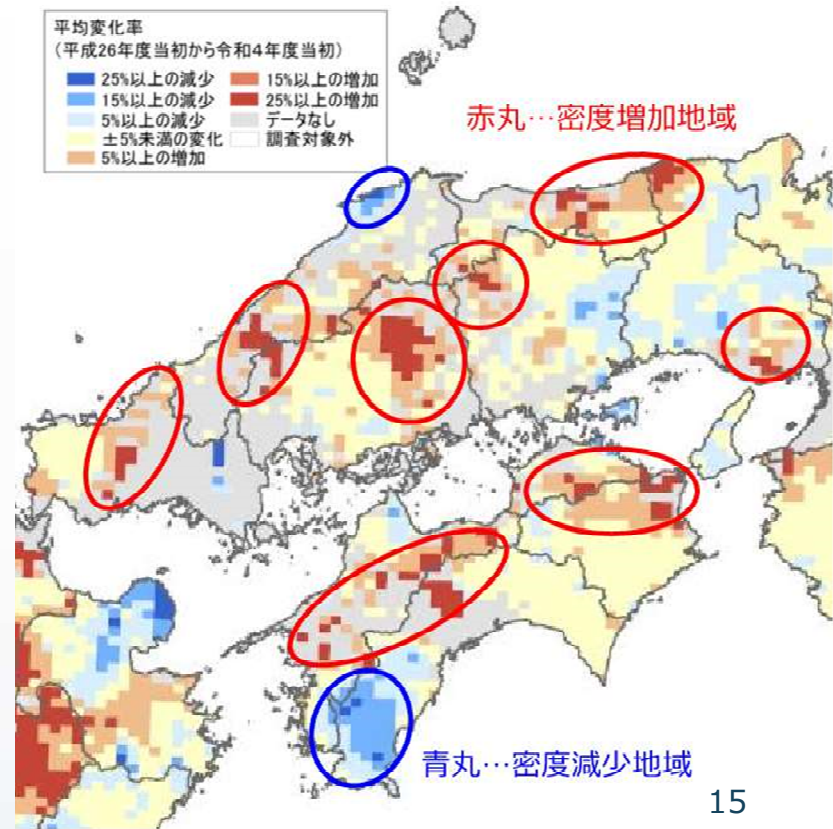 平均変化率
(平成26年度当初から令和4年度当初)
25%以上の減少 15%以上の増加
15%以上の減少 25%以上の増加
5%以上の減少 データなし
±5%未満の変化 調査対象外
5%以上の増加
赤丸…密度増加地域
青丸…密度減少地域
15